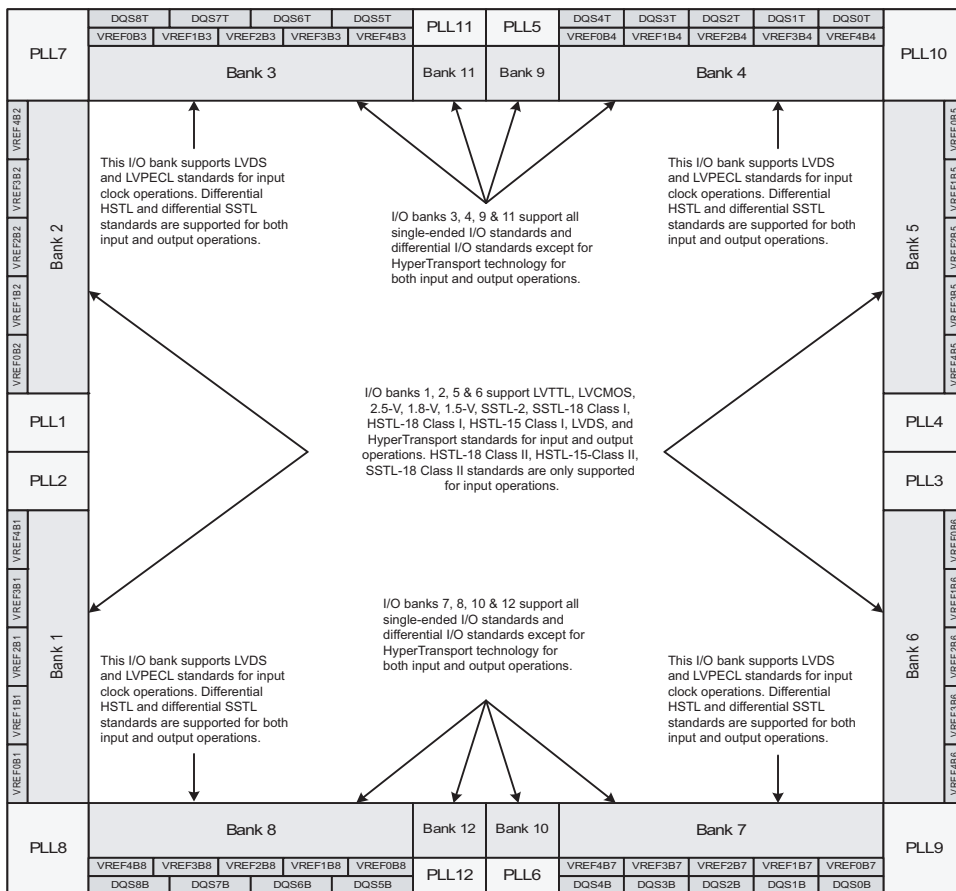 DQS8T DQS7T DQS6T DQS5T
DQS4T DQS3T DQS2T DQS1T DQS0T
VREF0B3 VREF1B3 VREF2B3 VREF3B3 VREF4B3
VREF0B4 VREF1B4 VREF2B4 VREF3B4 VREF4B4
PLL7
PLL11
PLL5
PLL10
Bank 3
Bank 11
Bank 9
Bank 4
VREF4B2
VREF3B2
VREF2B2
VREF1B2
VREF0B2
Bank 2
This I/O bank supports LVDS
and LVPECL standards for input
clock operations. Differential
HSTL and differential SSTL
standards are supported for both
input and output operations.
I/O banks 3, 4, 9 & 11 support all
single-ended I/O standards and
differential I/O standards except for
HyperTransport technology for
both input and output operations.
This I/O bank supports LVDS
and LVPECL standards for input
clock operations. Differential
HSTL and differential SSTL
standards are supported for both
input and output operations.
Bank 5
VREF0B5
VREF1B5
VREF2B5
VREF3B5
VREF4B5
PLL1
PLL2
I/O banks 1, 2, 5 & 6 support LVTTL, LVCMOS,
2.5-V, 1.8-V, 1.5-V, SSTL-2, SSTL-18 Class I,
HSTL-18 Class I, HSTL-15 Class I, LVDS, and
HyperTransport standards for input and output
operations. HSTL-18 Class II, HSTL-15-Class II,
SSTL-18 Class II standards are only supported
for input operations.
PLL4
PLL3
VREF4B1
VREF3B1
VREF2B1
VREF1B1
VREF0B1
Bank 1
This I/O bank supports LVDS
and LVPECL standards for input
clock operations. Differential
HSTL and differential SSTL
standards are supported for both
input and output operations.
I/O banks 7, 8, 10 & 12 support all
single-ended I/O standards and
differential I/O standards except for
HyperTransport technology for
both input and output operations.
This I/O bank supports LVDS
and LVPECL standards for input
clock operations. Differential
HSTL and differential SSTL
standards are supported for both
input and output operations.
Bank 6
VREF0B6
VREF1B6
VREF2B6
VREF3B6
VREF4B6
PLL8
Bank 8
Bank 12
Bank 10
Bank 7
PLL9
VREF4B8 VREF3B8 VREF2B8 VREF1B8 VREF0B8
PLL12
PLL6
VREF4B7 VREF3B7 VREF2B7 VREF1B7 VREF0B7
DQS8B DQS7B DQS6B DQS5B
DQS4B DQS3B DQS2B DQS1B DQS0B